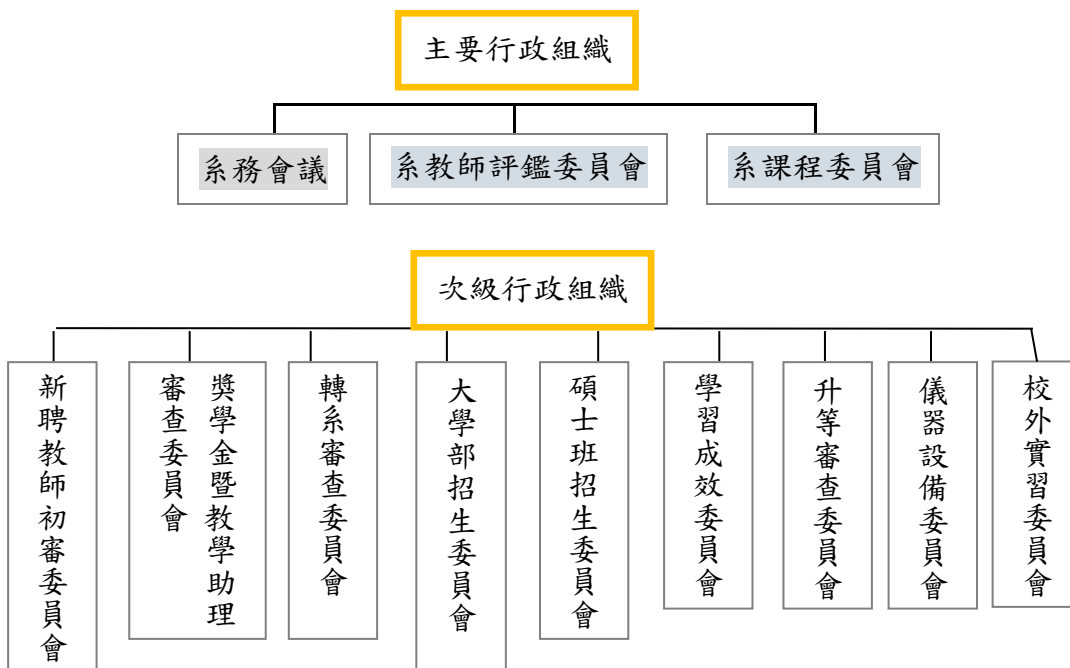 主要行政組織
系務會議
系教師評鑑委員會
系課程委員會
次級行政組織
新聘教師初審委員會
獎學金暨教學助理
審查委員會
轉系審查委員會
大學部招生委員會
碩士班招生委員會
學習成效委員會
升等審查委員會
儀器設備委員會
校外實習委員會